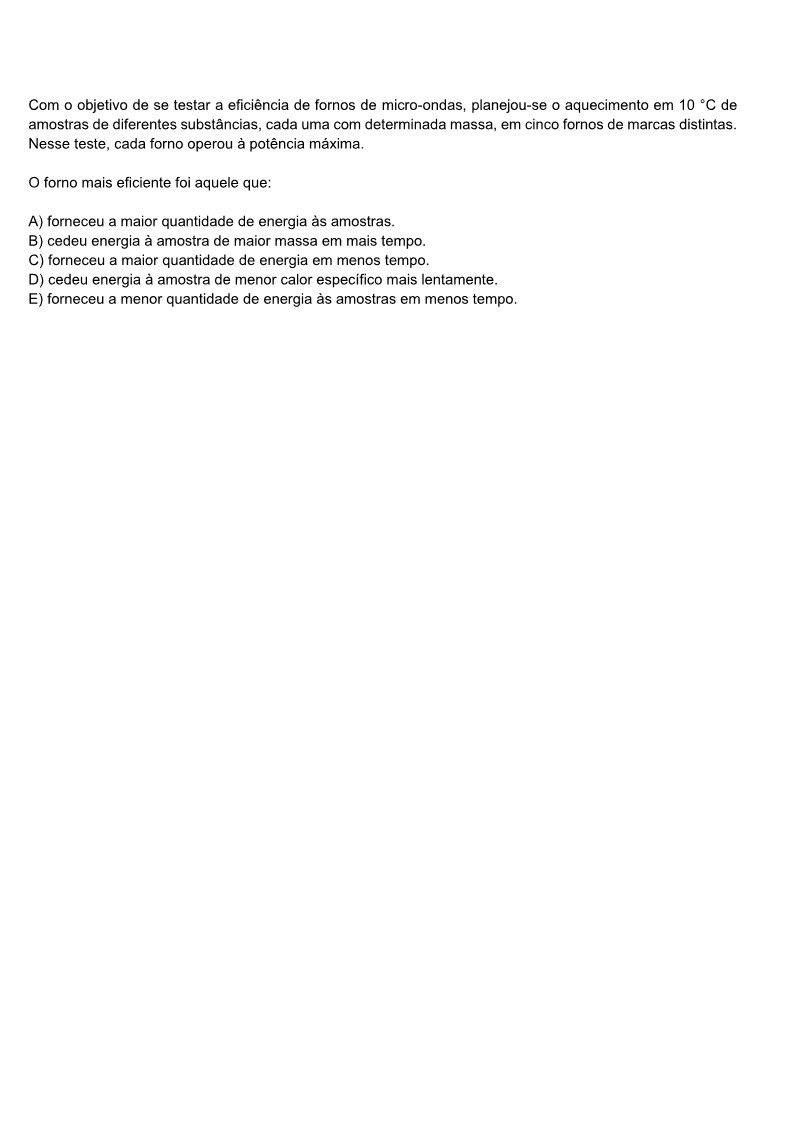 Com o objetivo de se testar a eficiência de fornos de micro-ondas, planejou-se o aquecimento em 10 °C de
amostras de diferentes substâncias, cada uma com determinada massa, em cinco fornos de marcas distintas.
Nesse teste, cada forno operou à potência máxima.
O forno mais eficiente foi aquele que:
A) forneceu a maior quantidade de energia às amostras.
B) cedeu energia à amostra de maior massa em mais tempo.
C) forneceu a maior quantidade de energia em menos tempo.
D) cedeu energia à amostra de menor calor específico mais lentamente.
E) forneceu a menor quantidade de energia às amostras em menos tempo.